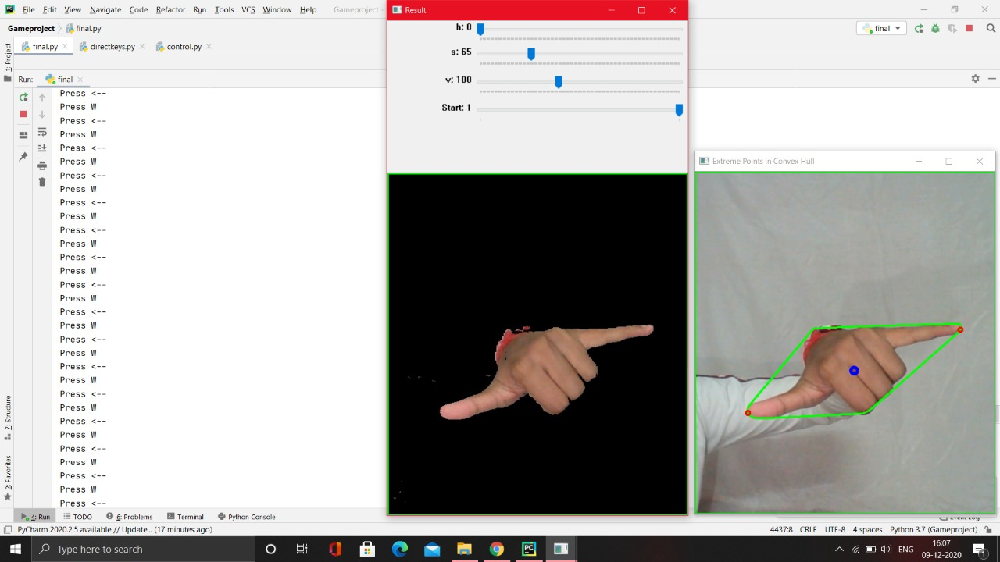 File Edit View Navigate Code Refactor Run Tools VCS Window Help Gameproject -
Gameproject final.py
final.py directkeys.py control.py
Run: final
Press <--
Press W
Press <--
Press W
Press <--
Press W
Press <--
Press W
Press <--
Press W
Press <--
Press W
Press <--
Press W
Press <--
Press W
Press <--
Press W
Press <--
Press W
Press <--
Press W
Press <--
Press W
Press <--
Press W
Press <--
Press W
Press <--
Press W
Press <--
1: Project
7: Structure
2: Favorites
Result
h: 0
s: 65
v: 100
Start: 1
final
Extreme Points in Convex Hull
4: Run TODO 6: Problems Terminal Python Console Event Log
PyCharm 2020.2.5 available // Update... (17 minutes ago) 4437:8 CRLF UTF-8 4 spaces Python 3.7 (Gameproject)
Type here to search
PC
ENG
16:07
09-12-2020